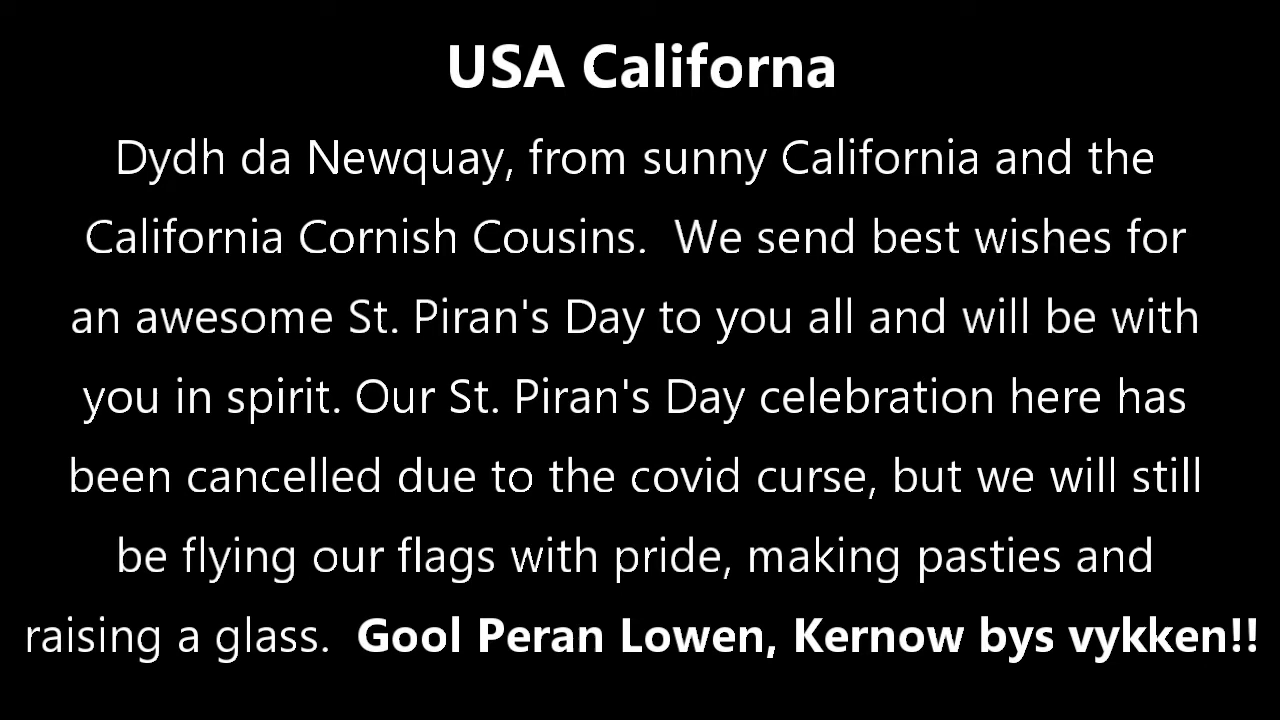 USA Californa
Dydh da Newquay, from sunny California and the
California Cornish Cousins.  We send best wishes for
an awesome St. Piran's Day to you all and will be with
you in spirit. Our St. Piran's Day celebration here has
been cancelled due to the covid curse, but we will still
be flying our flags with pride, making pasties and
raising a glass.  Gool Peran Lowen, Kernow bys vykken!!